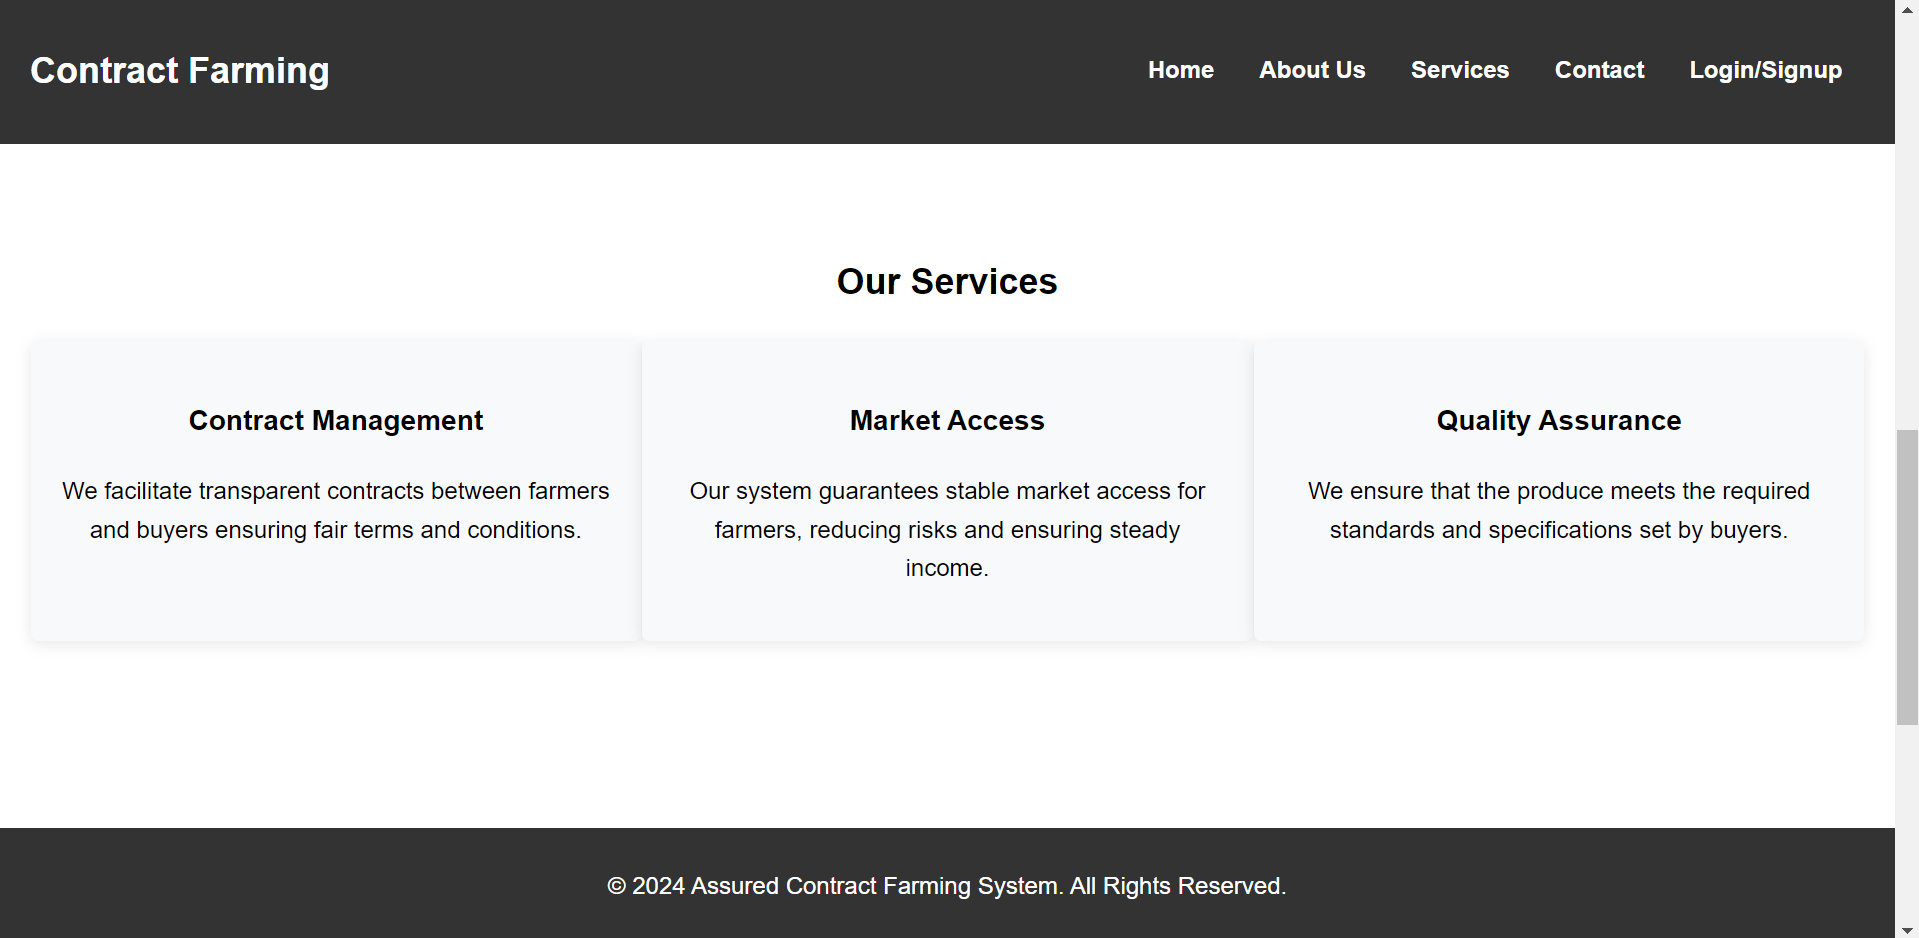 Contract Farming
Home About Us Services Contact Login/Signup
Our Services
Contract Management
We facilitate transparent contracts between farmers
and buyers ensuring fair terms and conditions.
Market Access
Our system guarantees stable market access for
farmers, reducing risks and ensuring steady
income.
Quality Assurance
We ensure that the produce meets the required
standards and specifications set by buyers.
© 2024 Assured Contract Farming System. All Rights Reserved.